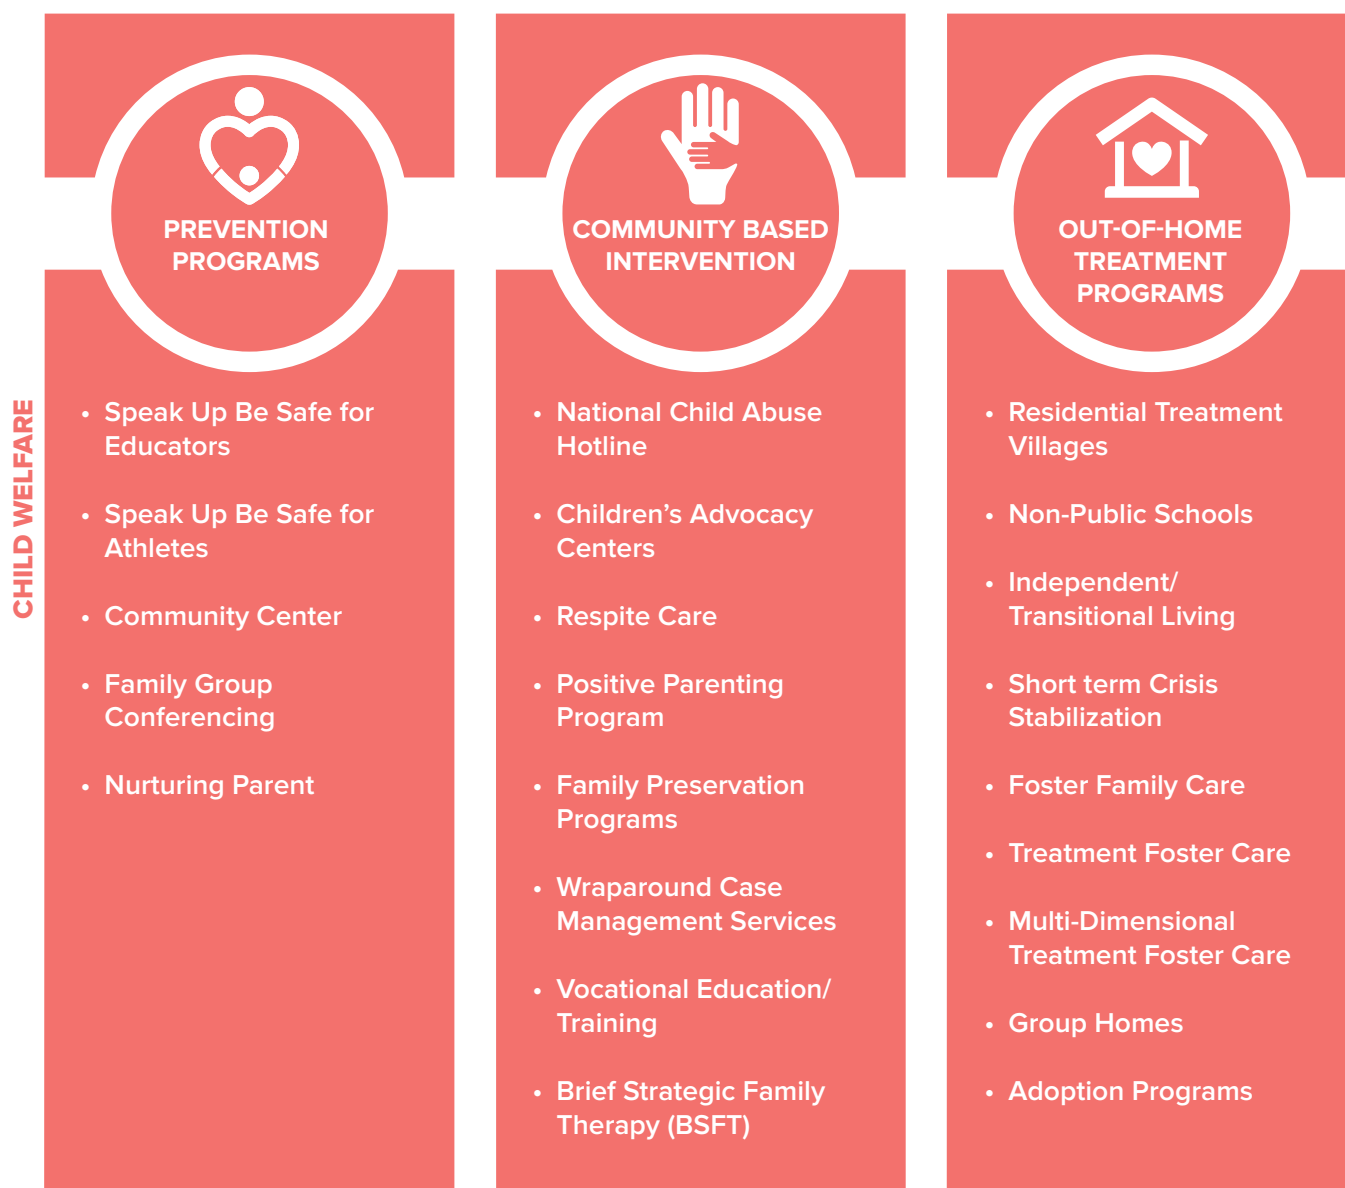 CHILD WELFARE
PREVENTION
PROGRAMS
• Speak Up Be Safe for
Educators
• Speak Up Be Safe for
Athletes
• Community Center
• Family Group
Conferencing
• Nurturing Parent
COMMUNITY BASED
INTERVENTION
• National Child Abuse
Hotline
• Children’s Advocacy
Centers
• Respite Care
• Positive Parenting
Program
• Family Preservation
Programs
• Wraparound Case
Management Services
• Vocational Education/
Training
• Brief Strategic Family
Therapy (BSFT)
OUT-OF-HOME
TREATMENT
PROGRAMS
• Residential Treatment
Villages
• Non-Public Schools
• Independent/
Transitional Living
• Short term Crisis
Stabilization
• Foster Family Care
• Treatment Foster Care
• Multi-Dimensional
Treatment Foster Care
• Group Homes
• Adoption Programs